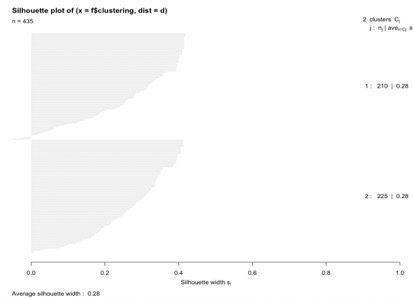 Silhouette plot of (x = f$clustering, dist = d)
n = 435
2 clusters Cj
j : nj | avei∈Cj s
1 : 210 | 0.28
2 : 225 | 0.28
0.0 0.2 0.4 0.6 0.8 1.0
Silhouette width si
Average silhouette width : 0.28